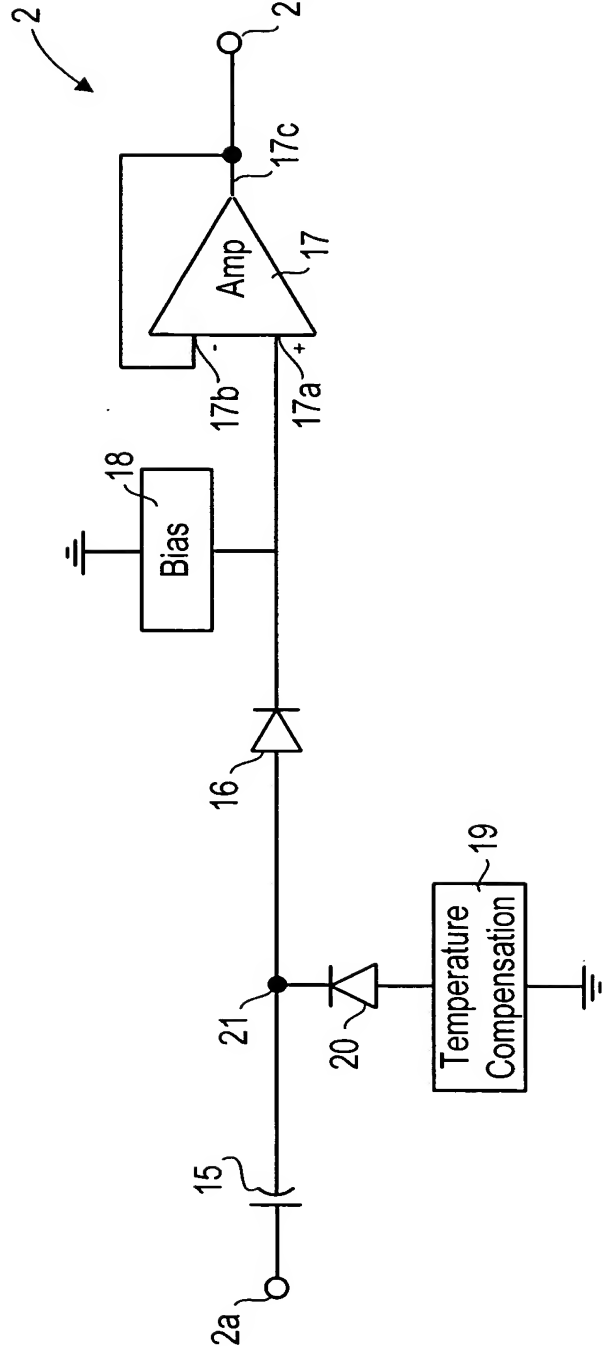 2
2a
15
21
20
Temperature
Compensation
19
16
Bias
18
17b
-
17a
+
Amp
17
17c
2